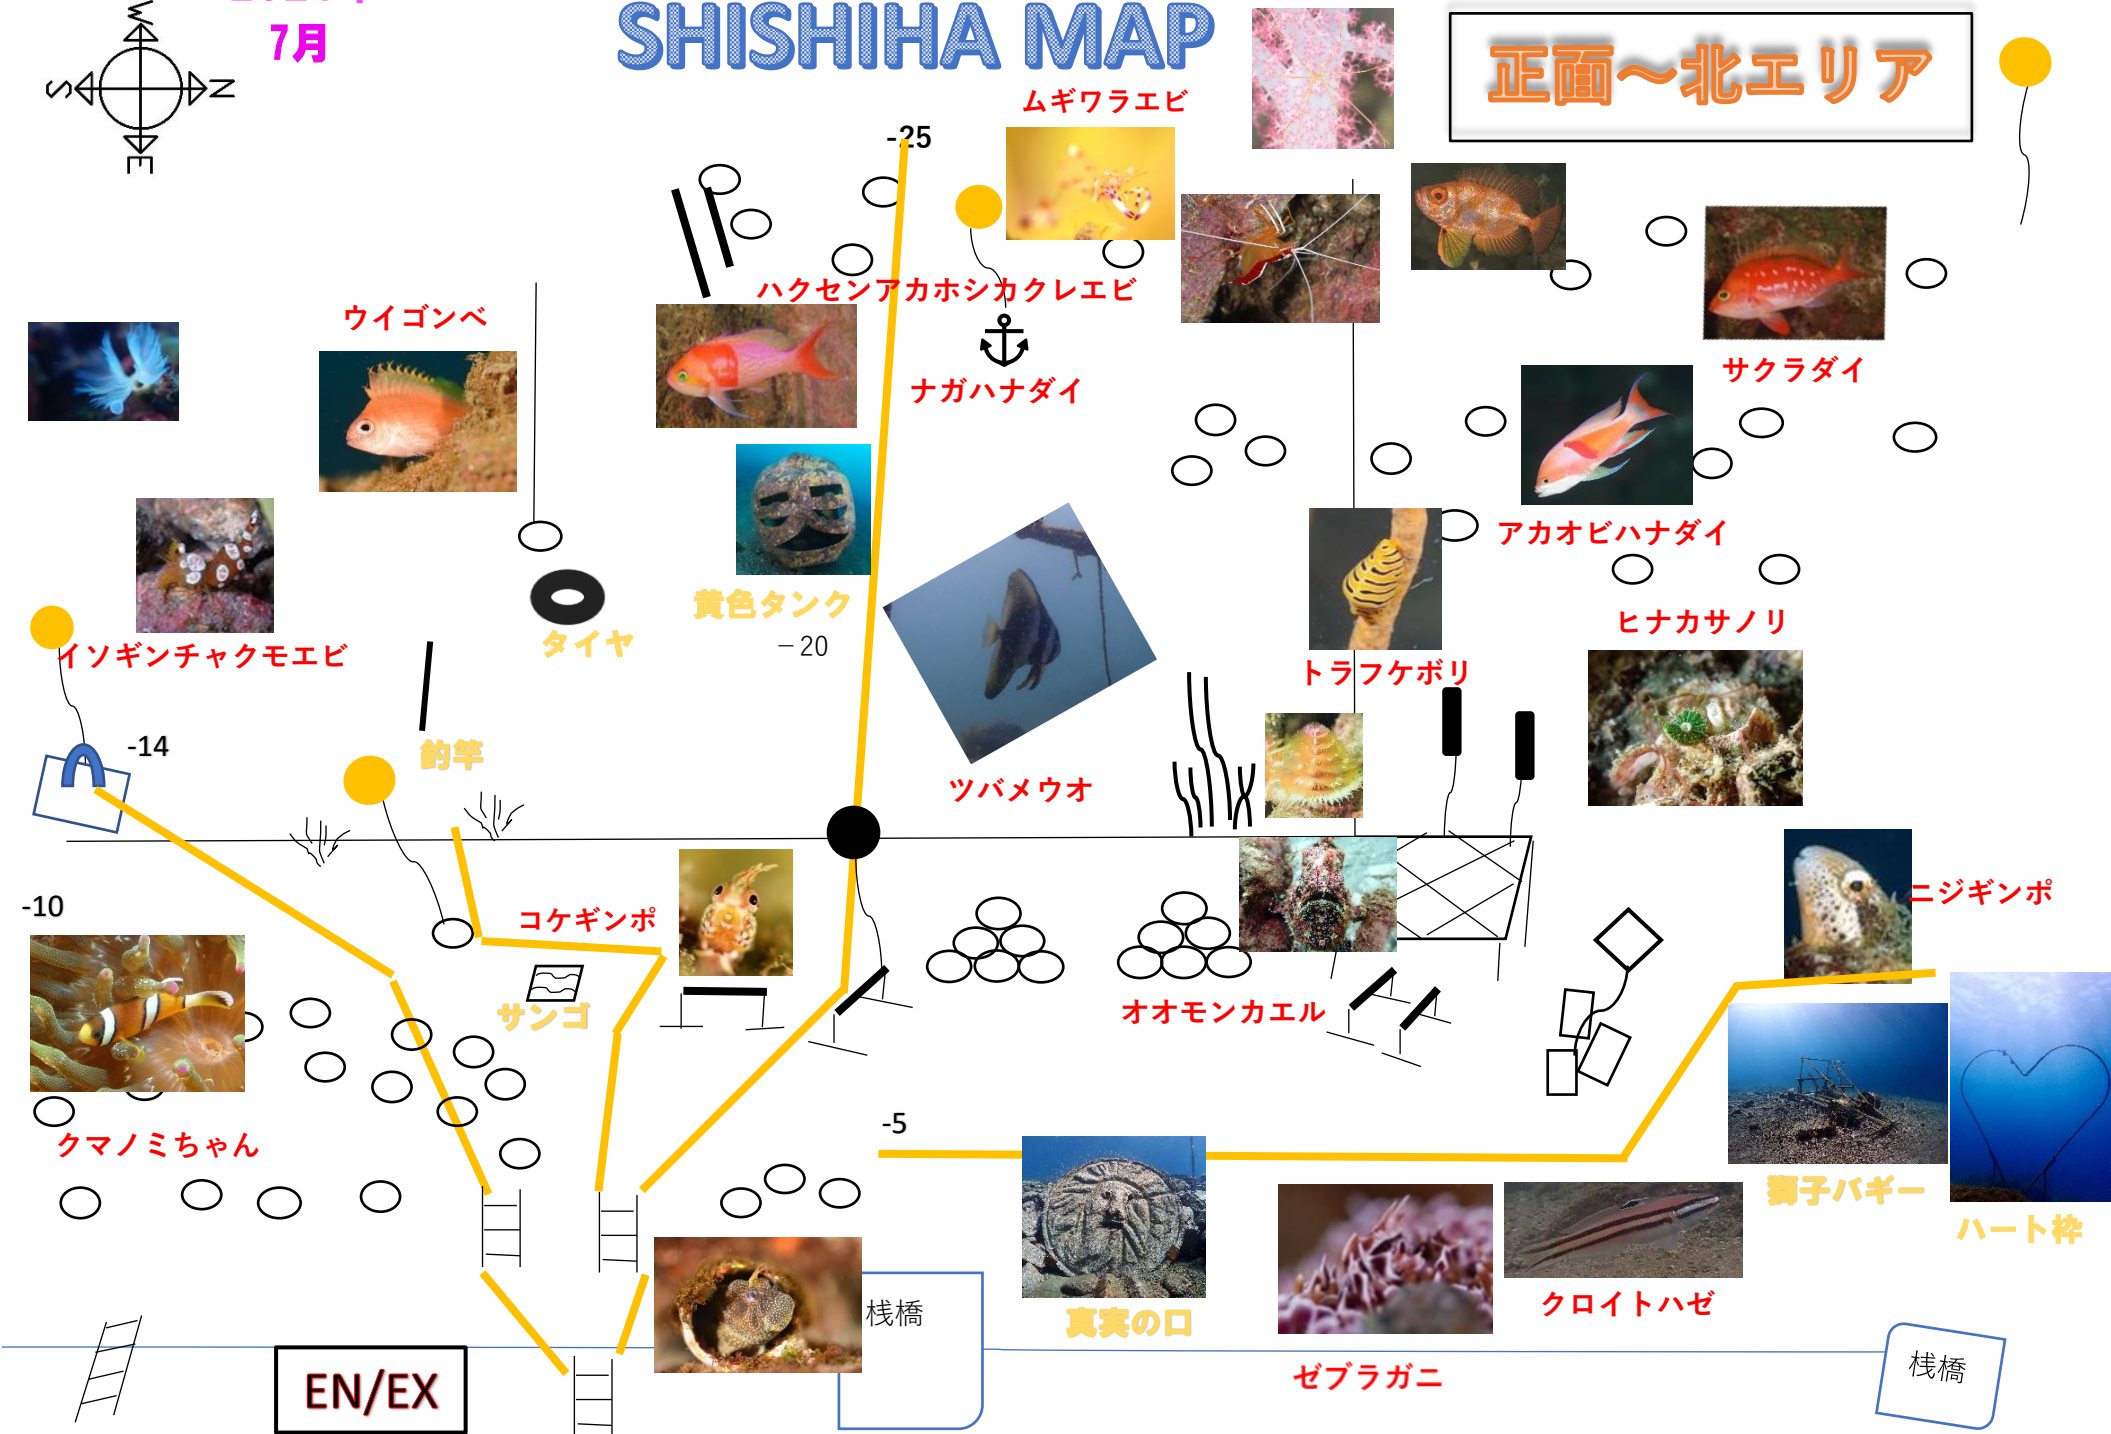 7月
SHISHIHA MAP
正面～北エリア
W
S
N
E
ムギワラエビ
-25
ハクセンアカホシカクレエビ
ウイゴンベ
ナガハナダイ
サクラダイ
アカオビハナダイ
黄色タンク
ヒナカサノリ
タイヤ
－20
イソギンチャクモエビ
トラフケボリ
-14
釣竿
ツバメウオ
-10
コケギンポ
ニジギンポ
サンゴ
オオモンカエル
-5
クマノミちゃん
獅子バギー
ハート枠
桟橋
真実の口
クロイトハゼ
ゼブラガニ
桟橋
EN/EX